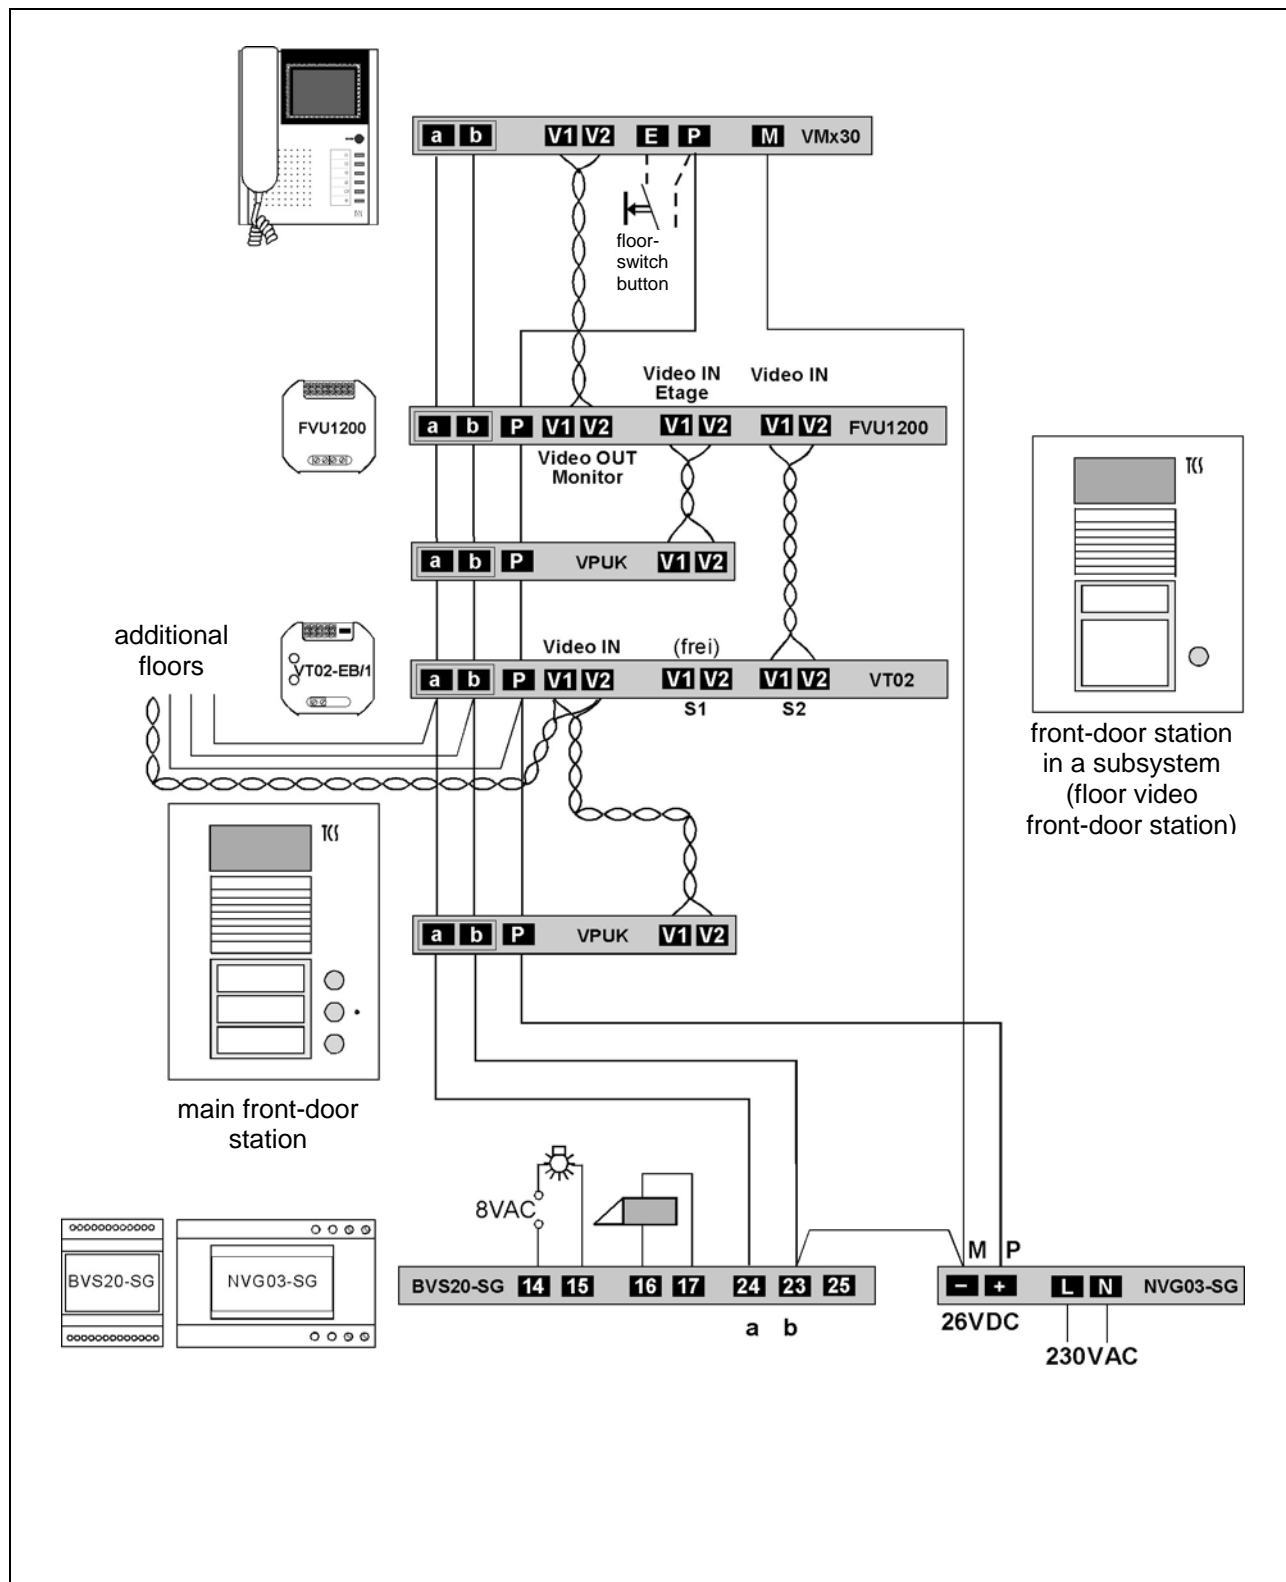 a b V1 V2 E P M VMx30
floor-
switch
button
Video IN
Etage
Video IN
FVU1200
a b P V1 V2 V1 V2 V1 V2 FVU1200
Video OUT
Monitor
TCS
a b P VPUK V1 V2
additional
floors
VT02-EB/1
Video IN
(frei)
a b P V1 V2 V1 V2 V1 V2 VT02
S1 S2
front-door station
in a subsystem
(floor video
front-door station)
TCS
a b P VPUK V1 V2
main front-door
station
8VAC
M P
BVS20-SG
NVG03-SG
BVS20-SG 14 15 16 17 24 23 25
− + L N NVG03-SG
a b
26VDC
230VAC